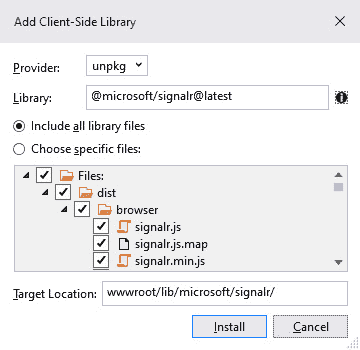 Add Client-Side Library
Provider: unpkg
Library: @microsoft/signalr@latest
Include all library files
Choose specific files:
Files:
dist
browser
signalr.js
signalr.js.map
signalr.min.js
Target Location: wwwroot/lib/microsoft/signalr/
Install Cancel